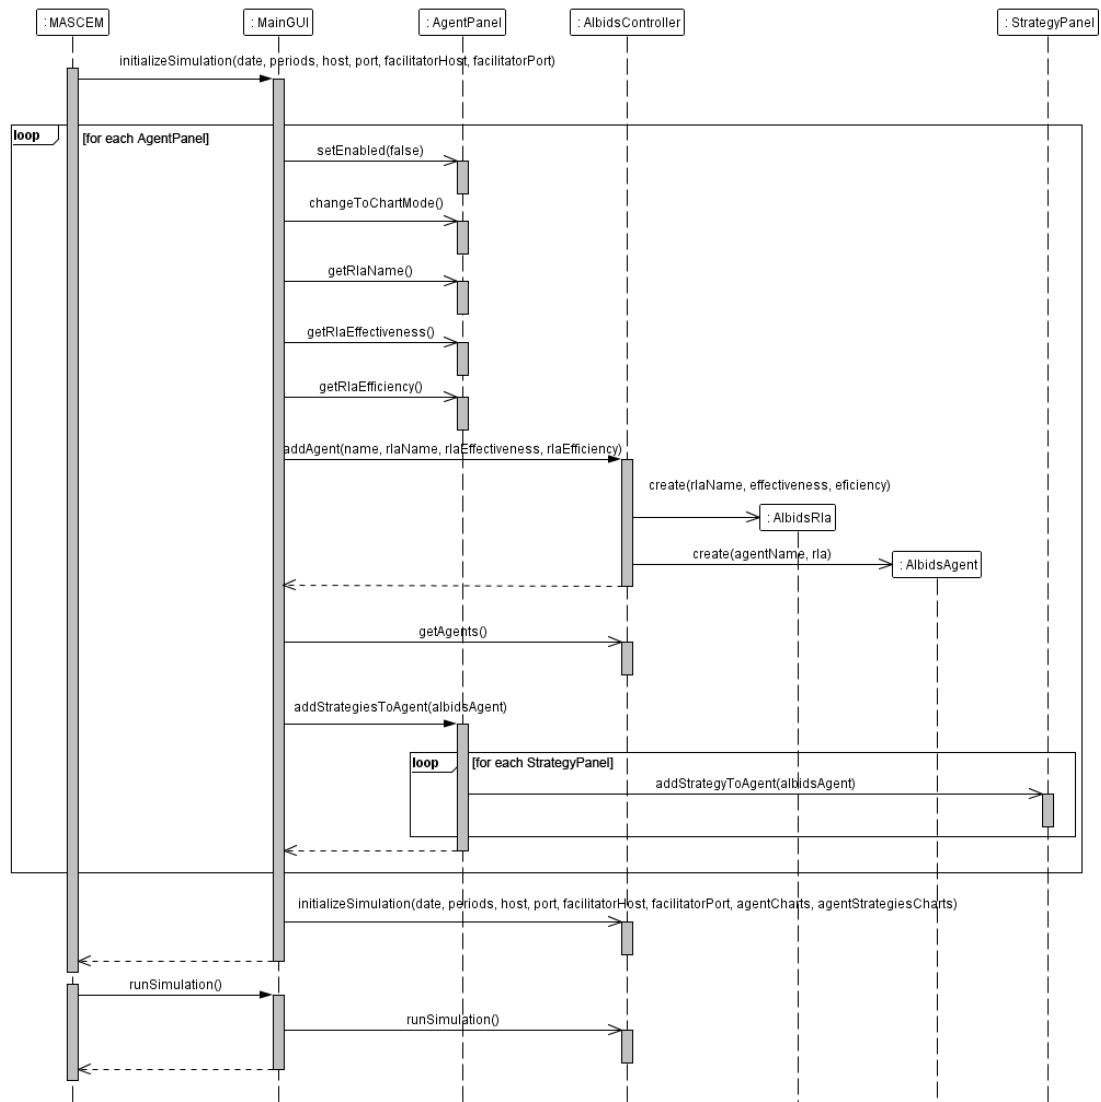 : MASCEM
: MainGUI
: AgentPanel
: AlbidsController
: StrategyPanel
initializeSimulation(date, periods, host, port, facilitatorHost, facilitatorPort)
loop
[for each AgentPanel]
setEnabled(false)
changeToChartMode()
getRlaName()
getRlaEffectiveness()
getRlaEfficiency()
addAgent(name, rlaName, rlaEffectiveness, rlaEfficiency)
create(rlaName, effectiveness, eficiency)
: AlbidsRla
create(agentName, rla)
: AlbidsAgent
getAgents()
addStrategiesToAgent(albidsAgent)
loop
[for each StrategyPanel]
addStrategyToAgent(albidsAgent)
initializeSimulation(date, periods, host, port, facilitatorHost, facilitatorPort, agentCharts, agentStrategiesCharts)
runSimulation()
runSimulation()